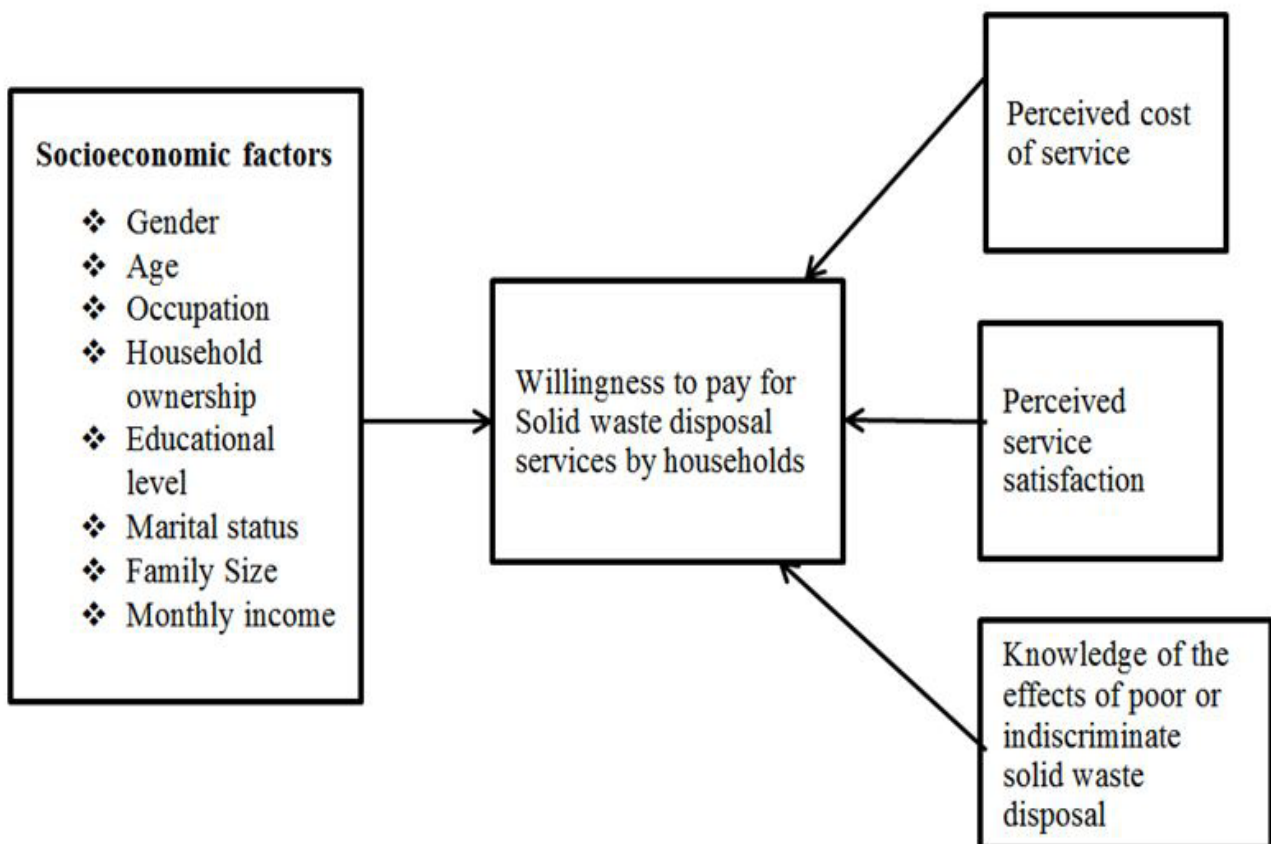 Socioeconomic factors
❖ Gender
❖ Age
❖ Occupation
❖ Household
ownership
❖ Educational
level
❖ Marital status
❖ Family Size
❖ Monthly income
Willingness to pay for
Solid waste disposal
services by households
Perceived cost
of service
Perceived
service
satisfaction
Knowledge of the
effects of poor or
indiscriminate
solid waste
disposal